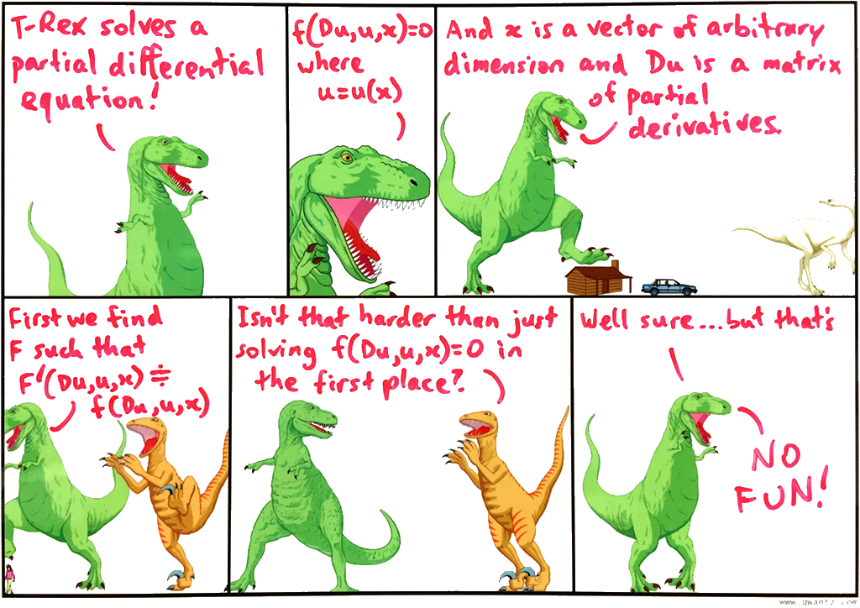 T-Rex solves a
partial differential
equation!
f(Du,u,x)=0
where
u=u(x)
And x is a vector of arbitrary
dimension and Du is a matrix
of partial
derivatives.
First we find
F such that
F'(Du,u,x) ≑
f(Du,u,x)
Isn't that harder than just
solving f(Du,u,x)=0 in
the first place?
Well sure...but that's
NO
FUN!